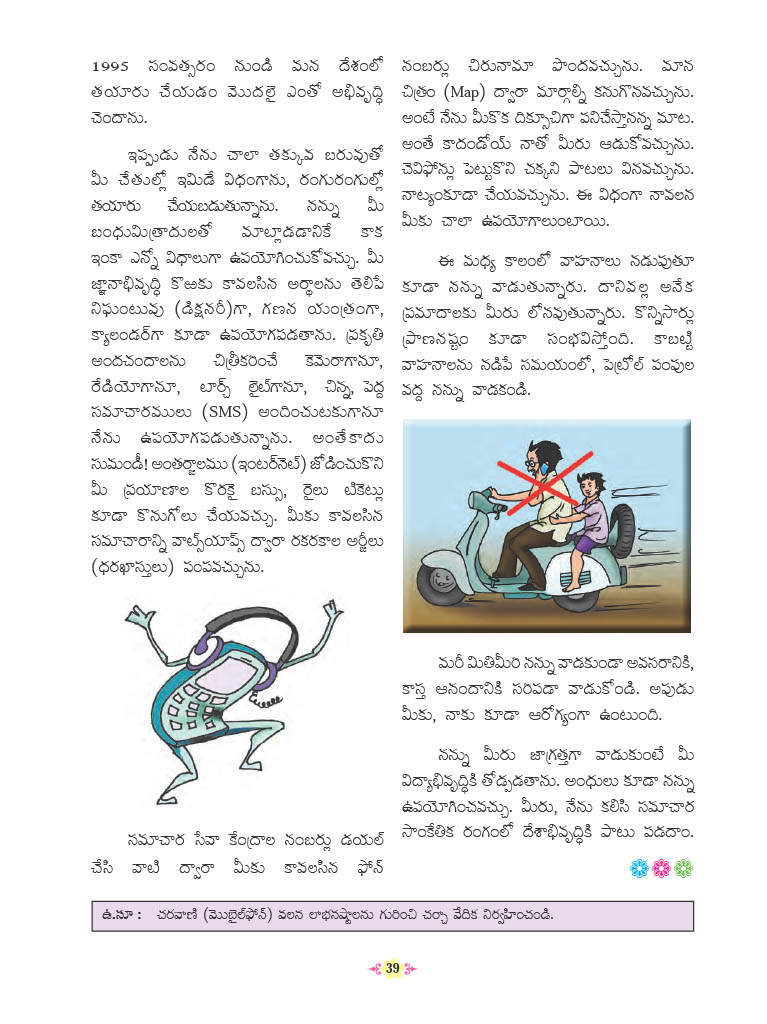 1995 సంవత్సరం నుండి మన దేశంలో
తయారు చేయడం మొదలై ఎంతో అభివృద్ధి
చెందాను.
ఇప్పుడు నేను చాలా తక్కువ బరువుతో
మీ చేతుల్లో ఇమిడే విధంగాను, రంగురంగుల్లో
తయారు చేయబడుతున్నాను. నన్ను మీ
బంధుమిత్రాదులతో మాట్లాడడానికే కాక
ఇంకా ఎన్నో విధాలుగా ఉపయోగించుకోవచ్చు. మీ
జ్ఞానాభివృద్ధి కొఱకు కావలసిన అర్థాలను తెలిపే
నిఘంటువు (డిక్షనరీ)గా, గణన యంత్రంగా,
క్యాలండర్‌గా కూడా ఉపయోగపడతాను. ప్రకృతి
అందచందాలను చిత్రీకరించే కెమెరాగానూ,
రేడియోగానూ, టార్చ్ లైట్‌గానూ, చిన్న, పెద్ద
సమాచారములు (SMS) అందించుటకుగానూ
నేను ఉపయోగపడుతున్నాను. అంతేకాదు
సుమండీ! అంతర్జాలము (ఇంటర్‌నెట్) జోడించుకొని
మీ ప్రయాణాల కొరకై బస్సు, రైలు టికెట్లు
కూడా కొనుగోలు చేయవచ్చు. మీకు కావలసిన
సమాచారాన్ని వాట్స్‌యాప్స్ ద్వారా రకరకాల అర్జీలు
(ధరఖాస్తులు) పంపవచ్చును.
సమాచార సేవా కేంద్రాల నంబర్లు డయల్
చేసి వాటి ద్వారా మీకు కావలసిన ఫోన్
నంబర్లు చిరునామా పొందవచ్చును. మాన
చిత్రం (Map) ద్వారా మార్గాల్ని కనుగొనవచ్చును.
అంటే నేను మీకొక దిక్సూచిగా పనిచేస్తానన్న మాట.
అంతే కాదండోయ్ నాతో మీరు ఆడుకోవచ్చును.
చెవిఫోన్లు పెట్టుకొని చక్కని పాటలు వినవచ్చును.
నాట్యంకూడా చేయవచ్చును. ఈ విధంగా నావలన
మీకు చాలా ఉపయోగాలుంటాయి.
ఈ మధ్య కాలంలో వాహనాలు నడుపుతూ
కూడా నన్ను వాడుతున్నారు. దానివల్ల అనేక
ప్రమాదాలకు మీరు లోనవుతున్నారు. కొన్నిసార్లు
ప్రాణనష్టం కూడా సంభవిస్తోంది. కాబట్టి
వాహనాలను నడిపే సమయంలో, పెట్రోల్ పంపుల
వద్ద నన్ను వాడకండి.
మరీ మితిమీరి నన్ను వాడకుండా అవసరానికి,
కాస్త ఆనందానికి సరిపడా వాడుకోండి. అపుడు
మీకు, నాకు కూడా ఆరోగ్యంగా ఉంటుంది.
నన్ను మీరు జాగ్రత్తగా వాడుకుంటే మీ
విద్యాభివృద్ధికి తోడ్పడతాను. అంధులు కూడా నన్ను
ఉపయోగించవచ్చు. మీరు, నేను కలిసి సమాచార
సాంకేతిక రంగంలో దేశాభివృద్ధికి పాటు పడదాం.
ఉ.సూ : చరవాణి (మొబైల్‌ఫోన్) వలన లాభనష్టాలను గురించి చర్చా వేదిక నిర్వహించండి.
39